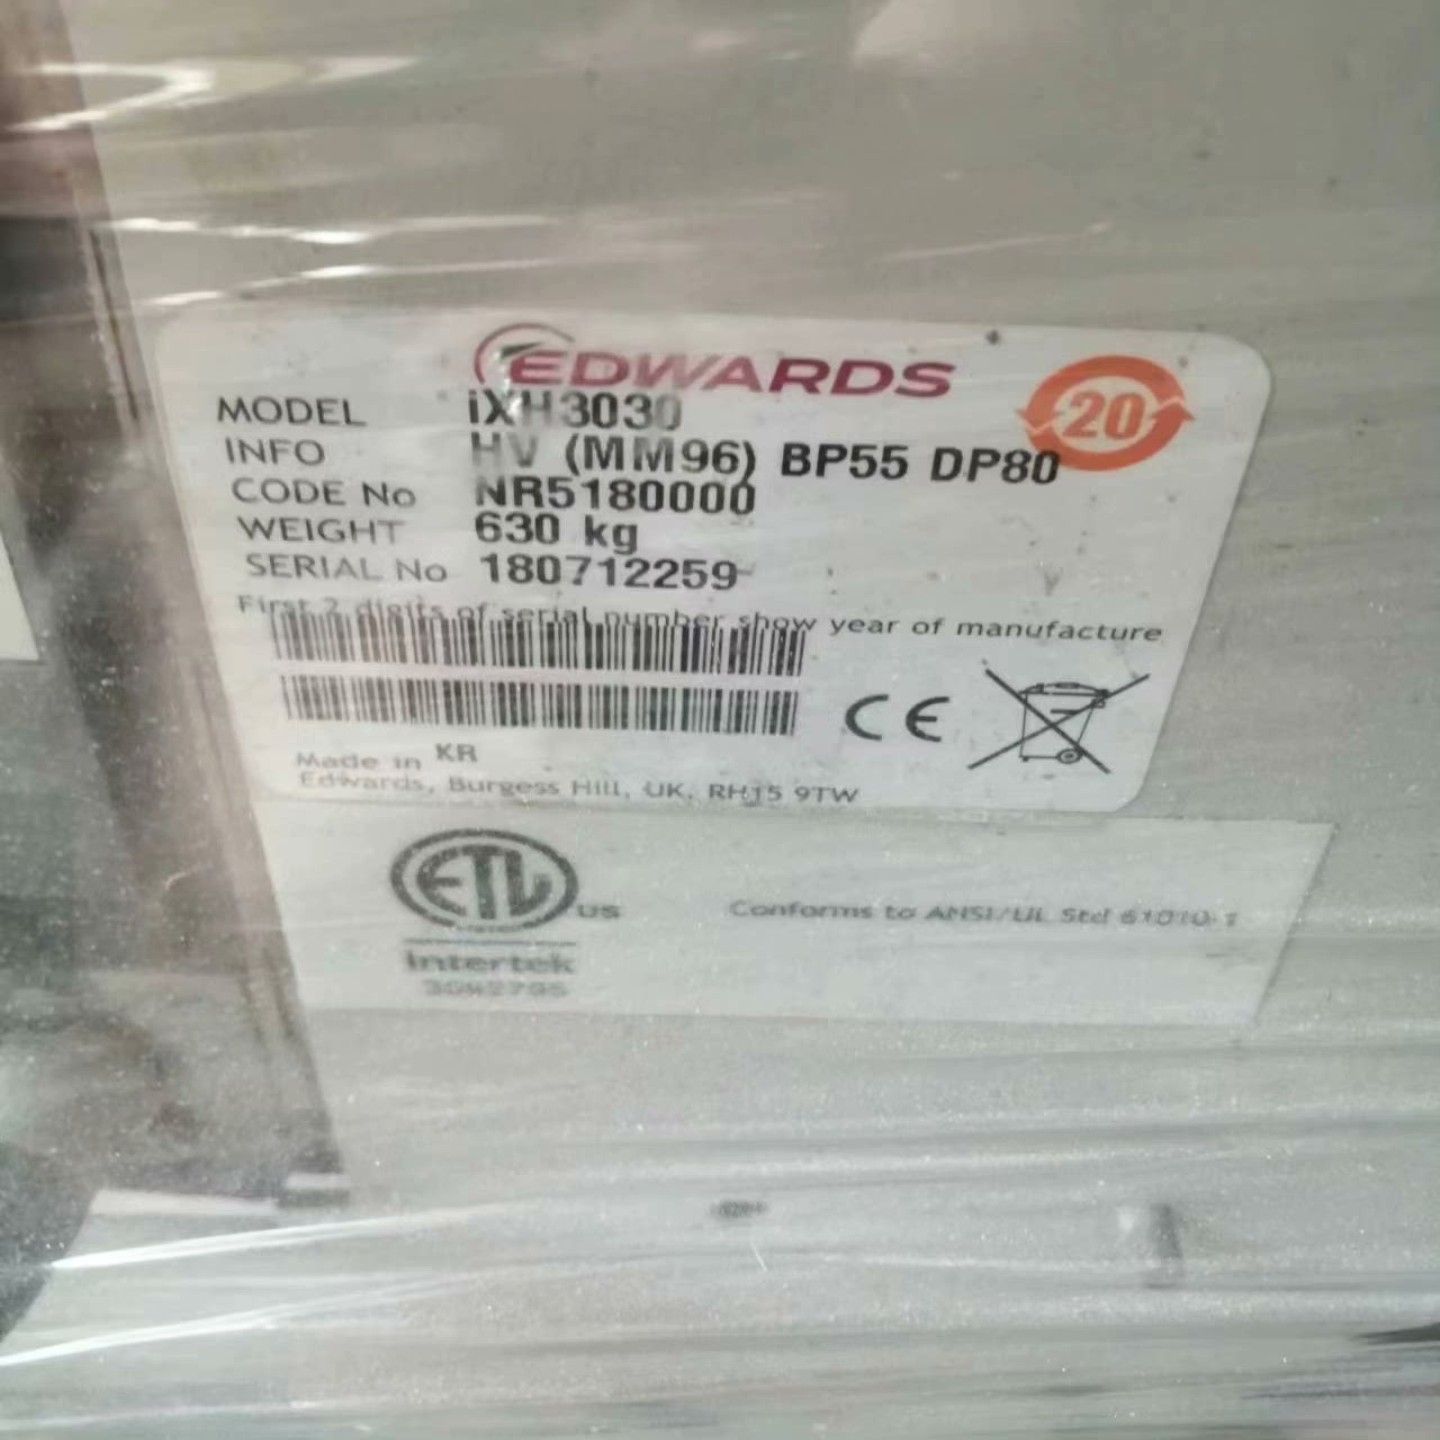 EDWARDS
20
MODEL iXH3030
INFO HV (MM96) BP55 DP80
CODE No NR5180000
WEIGHT 630 kg
SERIAL No 180712259
First 2 digits of serial number show year of manufacture
CE
Made in KR
Edwards, Burgess Hill, UK, RH15 9TW
ETL US
Conforms to ANSI/UL Std 61010-1
Intertek